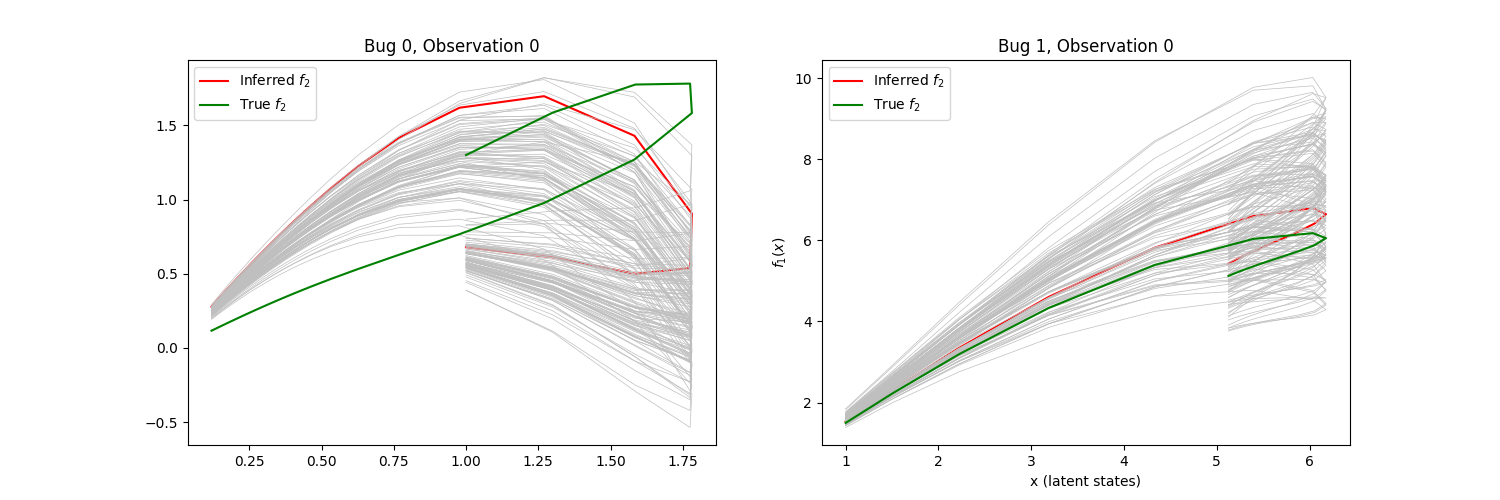 Bug 0, Observation 0
Inferred f₂
True f₂
1.5
1.0
0.5
0.0
−0.5
0.25 0.50 0.75 1.00 1.25 1.50 1.75
Bug 1, Observation 0
Inferred f₂
True f₂
10
8
6
4
2
f₁(x)
1 2 3 4 5 6
x (latent states)